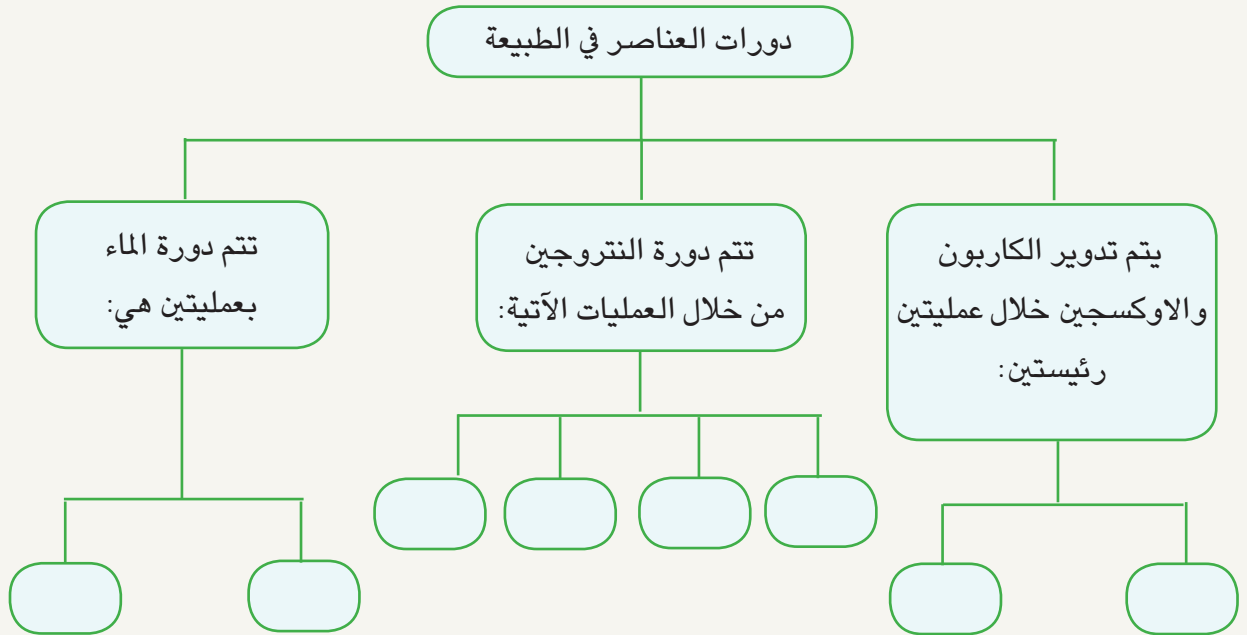 دورات العناصر في الطبيعة
يتم تدوير الكاربون
والاوكسجين خلال عمليتين
رئيستين:
تتم دورة النتروجين
من خلال العمليات الآتية:
تتم دورة الماء
بعمليتين هي: